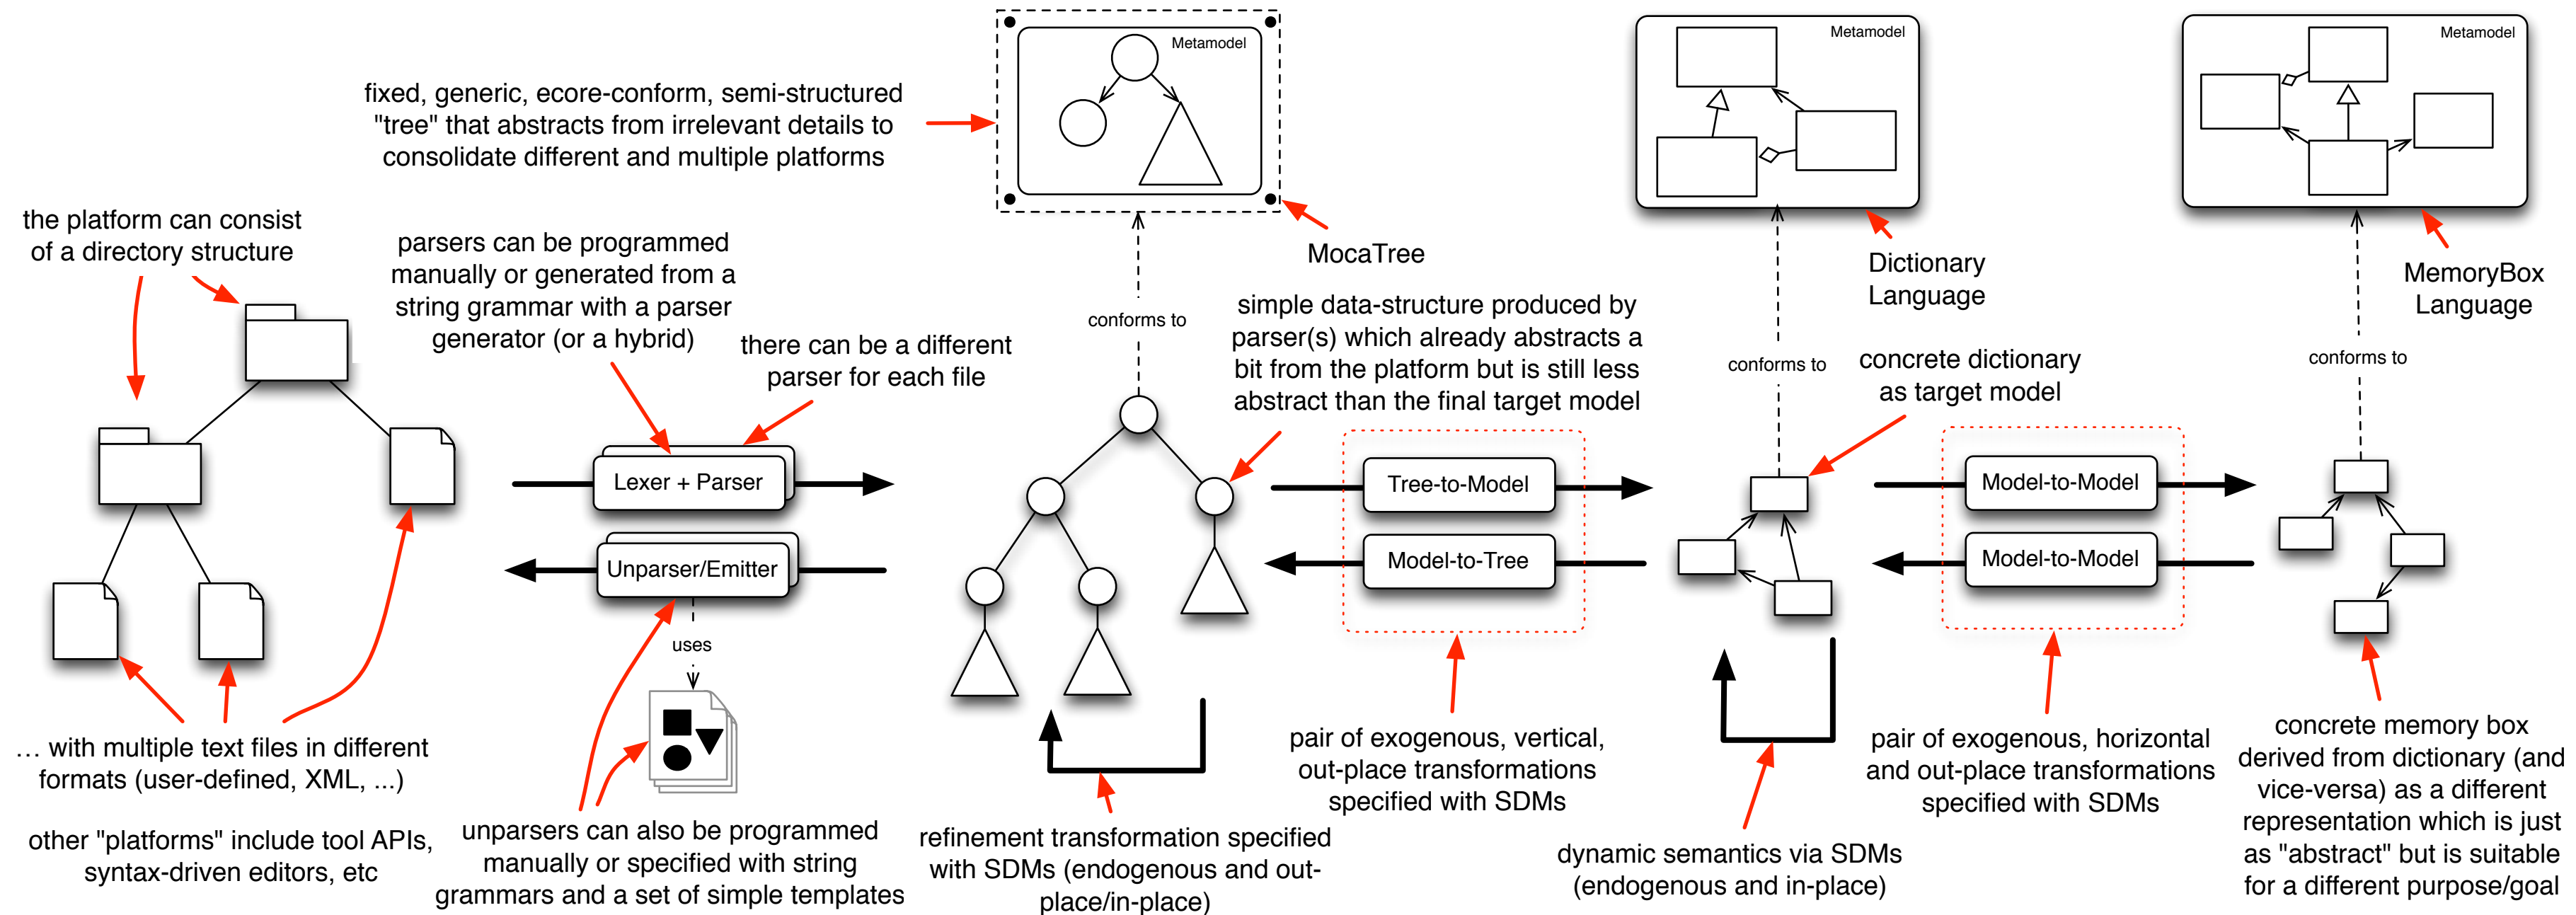 Metamodel
Metamodel
Metamodel
fixed, generic, ecore-conform, semi-structured
"tree" that abstracts from irrelevant details to
consolidate different and multiple platforms
the platform can consist
of a directory structure
parsers can be programmed
manually or generated from a
string grammar with a parser
generator (or a hybrid)
there can be a different
parser for each file
MocaTree
Dictionary
Language
MemoryBox
Language
conforms to
simple data-structure produced by
parser(s) which already abstracts a
bit from the platform but is still less
abstract than the final target model
conforms to
concrete dictionary
as target model
conforms to
Lexer + Parser
Unparser/Emitter
uses
Tree-to-Model
Model-to-Tree
Model-to-Model
Model-to-Model
… with multiple text files in different
formats (user-defined, XML, ...)
other "platforms" include tool APIs,
syntax-driven editors, etc
unparsers can also be programmed
manually or specified with string
grammars and a set of simple templates
refinement transformation specified
with SDMs (endogenous and out-
place/in-place)
pair of exogenous, vertical,
out-place transformations
specified with SDMs
dynamic semantics via SDMs
(endogenous and in-place)
pair of exogenous, horizontal
and out-place transformations
specified with SDMs
concrete memory box
derived from dictionary (and
vice-versa) as a different
representation which is just
as "abstract" but is suitable
for a different purpose/goal